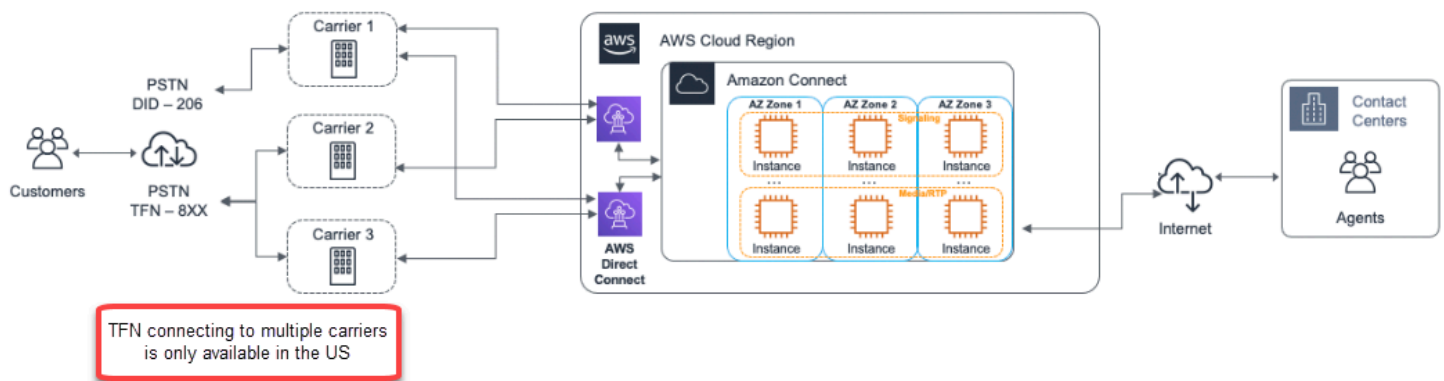 Customers
PSTN
DID – 206
PSTN
TFN – 8XX
Carrier 1
Carrier 2
Carrier 3
TFN connecting to multiple carriers
is only available in the US
aws
AWS Cloud Region
AWS
Direct
Connect
Amazon Connect
AZ Zone 1
AZ Zone 2
AZ Zone 3
Signaling
Instance
Instance
Instance
...
...
...
Media/RTP
Instance
Instance
Instance
Internet
Contact
Centers
Agents